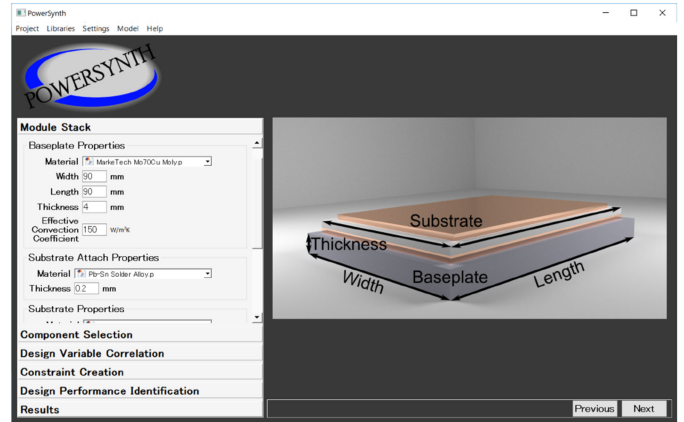 PowerSynth
Project Libraries Settings Model Help
POWERSYNTH
Module Stack
Baseplate Properties
Material MarkeTech Mo70Cu Moly.p
Width 90 mm
Length 90 mm
Thickness 4 mm
Effective
Convection 150 W/m²K
Coefficient
Substrate Attach Properties
Material Pb-Sn Solder Alloy.p
Thickness 0.2 mm
Substrate Properties
Component Selection
Design Variable Correlation
Constraint Creation
Design Performance Identification
Results
Substrate
Thickness
Width
Baseplate
Length
Previous Next